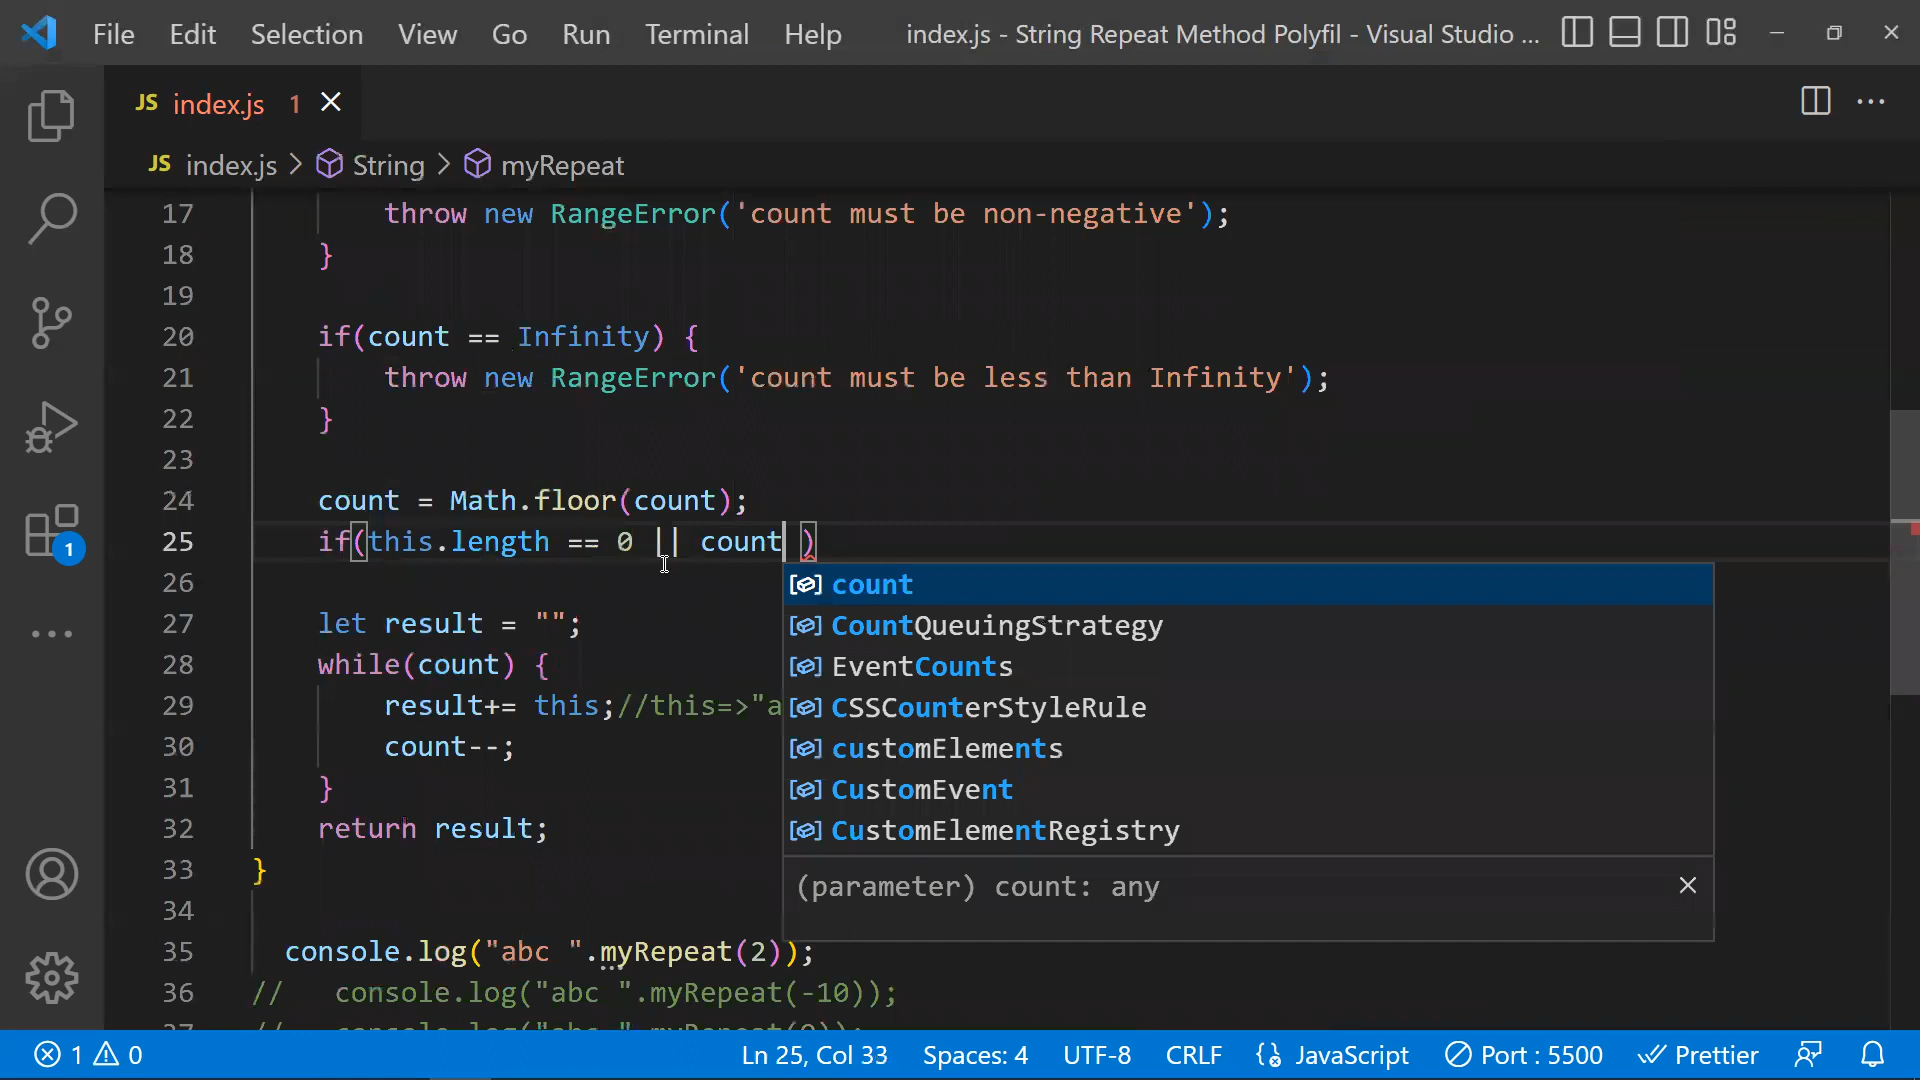 File Edit Selection View Go Run Terminal Help index.js - String Repeat Method Polyfil - Visual Studio ...
JS index.js 1
JS index.js > String > myRepeat
17 throw new RangeError('count must be non-negative');
18 }
19
20 if(count == Infinity) {
21 throw new RangeError('count must be less than Infinity');
22 }
23
24 count = Math.floor(count);
25 if(this.length == 0 || count )
26
27 let result = "";
28 while(count) {
29 result+= this;//this=>"a
30 count--;
31 }
32 return result;
33 }
34
35 console.log("abc ".myRepeat(2));
36 // console.log("abc ".myRepeat(-10));
count
CountQueuingStrategy
EventCounts
CSSCounterStyleRule
customElements
CustomEvent
CustomElementRegistry
(parameter) count: any
1
1 0 Ln 25, Col 33 Spaces: 4 UTF-8 CRLF JavaScript Port : 5500 Prettier